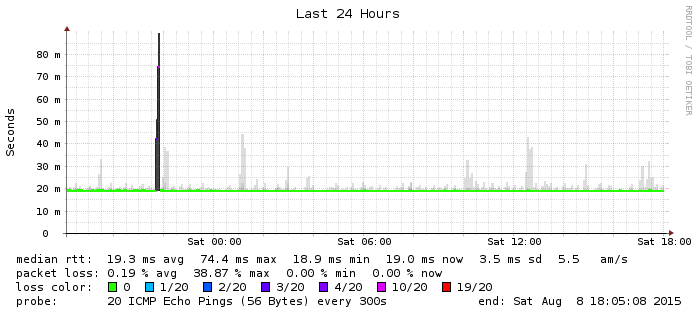 Last 24 Hours
RRDTOOL / TOBI OETIKER
Seconds
80 m
70 m
60 m
50 m
40 m
30 m
20 m
10 m
0
Sat 00:00 Sat 06:00 Sat 12:00 Sat 18:00
median rtt: 19.3 ms avg 74.4 ms max 18.9 ms min 19.0 ms now 3.5 ms sd 5.5 am/s
packet loss: 0.19 % avg 38.87 % max 0.00 % min 0.00 % now
loss color: 0 1/20 2/20 3/20 4/20 10/20 19/20
probe: 20 ICMP Echo Pings (56 Bytes) every 300s end: Sat Aug 8 18:05:08 2015